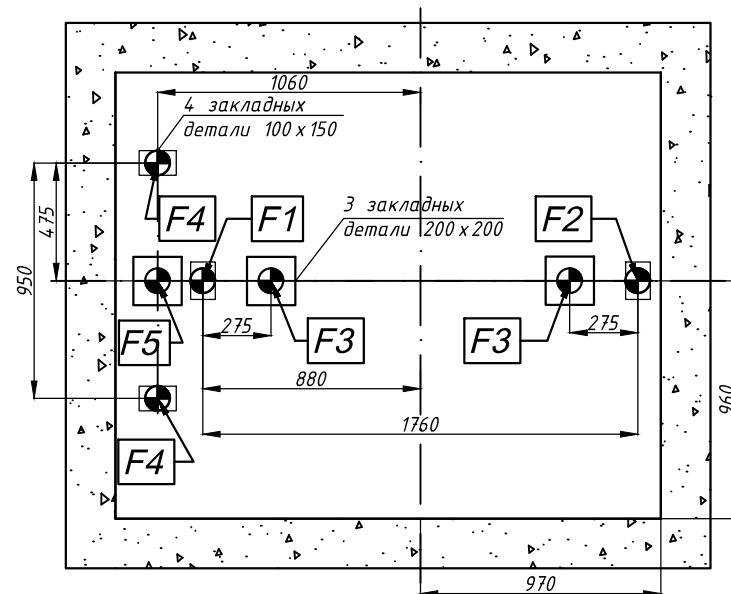 1060
4 закладных
детали 100 x 150
475
950
F4
F1
3 закладных
детали 200 x 200
F2
F5
275
F3
F3
275
880
1760
960
F4
970